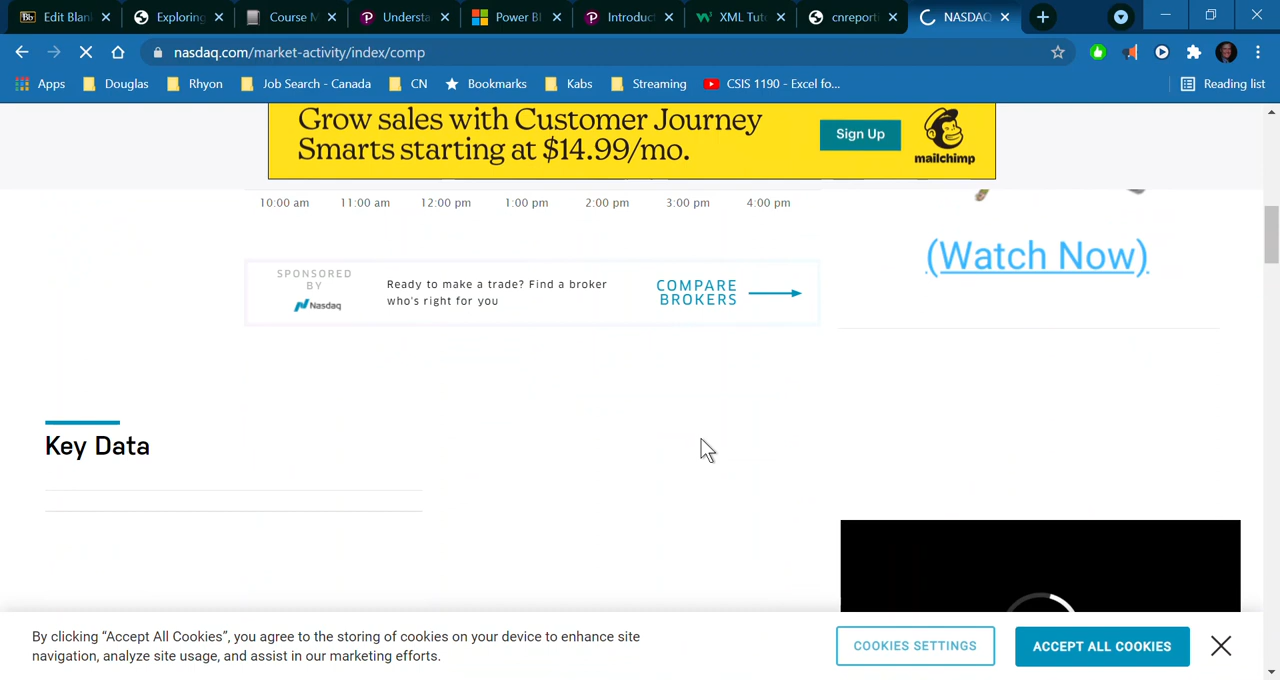 Edit Blan
Exploring
Course M
Understa
Power BI
Introduct
XML Tut
cnreporti
NASDAQ
nasdaq.com/market-activity/index/comp
Apps
Douglas
Rhyon
Job Search - Canada
CN
Bookmarks
Kabs
Streaming
CSIS 1190 - Excel fo...
Reading list
Grow sales with Customer Journey
Smarts starting at $14.99/mo.
Sign Up
mailchimp
10:00 am 11:00 am 12:00 pm 1:00 pm 2:00 pm 3:00 pm 4:00 pm
(Watch Now)
SPONSORED
BY
Nasdaq
Ready to make a trade? Find a broker
who's right for you
COMPARE
BROKERS
Key Data
By clicking “Accept All Cookies”, you agree to the storing of cookies on your device to enhance site
navigation, analyze site usage, and assist in our marketing efforts.
COOKIES SETTINGS
ACCEPT ALL COOKIES